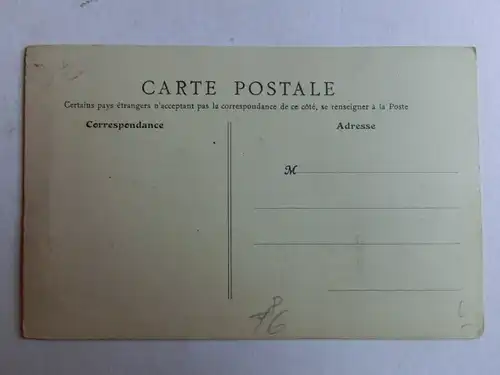 CARTE POSTALE
Certains pays étrangers n'acceptant pas la correspondance de ce côté, se renseigner à la Poste
Correspondance
Adresse
M